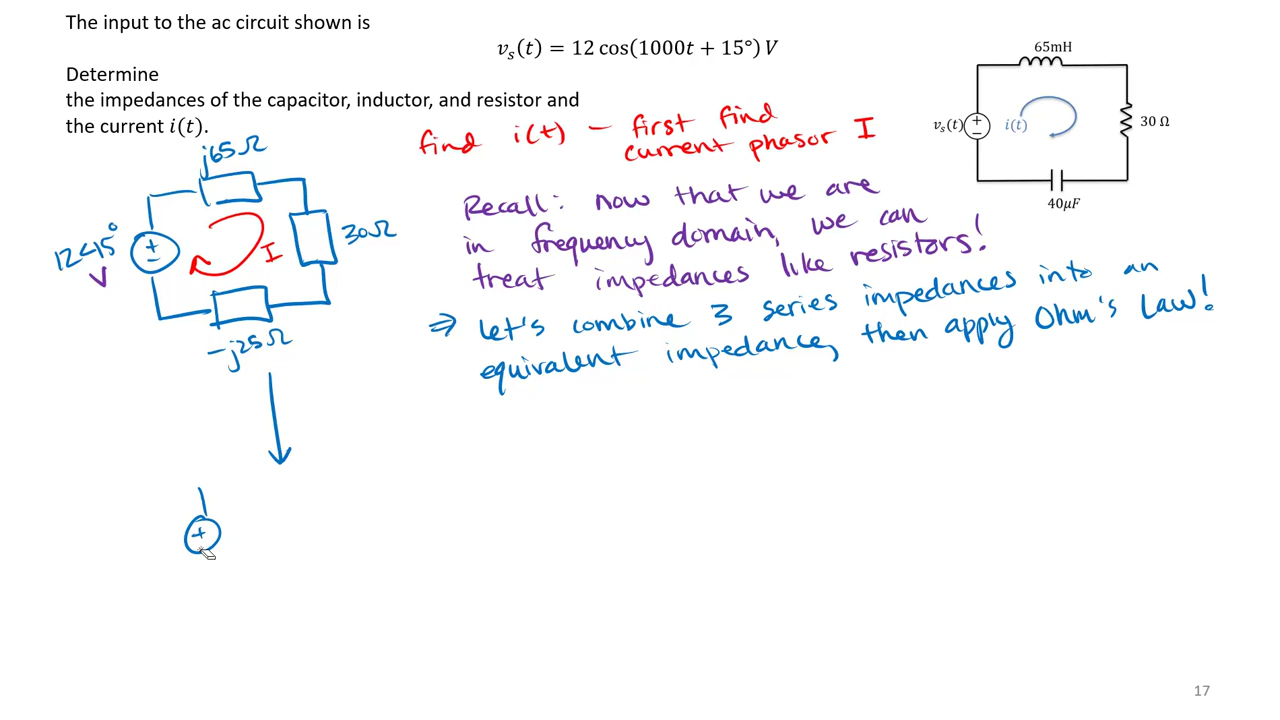 The input to the ac circuit shown is
v_s(t) = 12 cos(1000t + 15°) V
Determine
the impedances of the capacitor, inductor, and resistor and
the current i(t).
65mH
v_s(t)
+
−
i(t)
30 Ω
40μF
find i(t) – first find
current phasor I
j65Ω
12<15°
V
+
−
I
30Ω
-j25Ω
Recall: now that we are
in frequency domain, we can
treat impedances like resistors!
⇒ Let's combine 3 series impedances into an
equivalent impedance, then apply Ohm's Law!
+
17